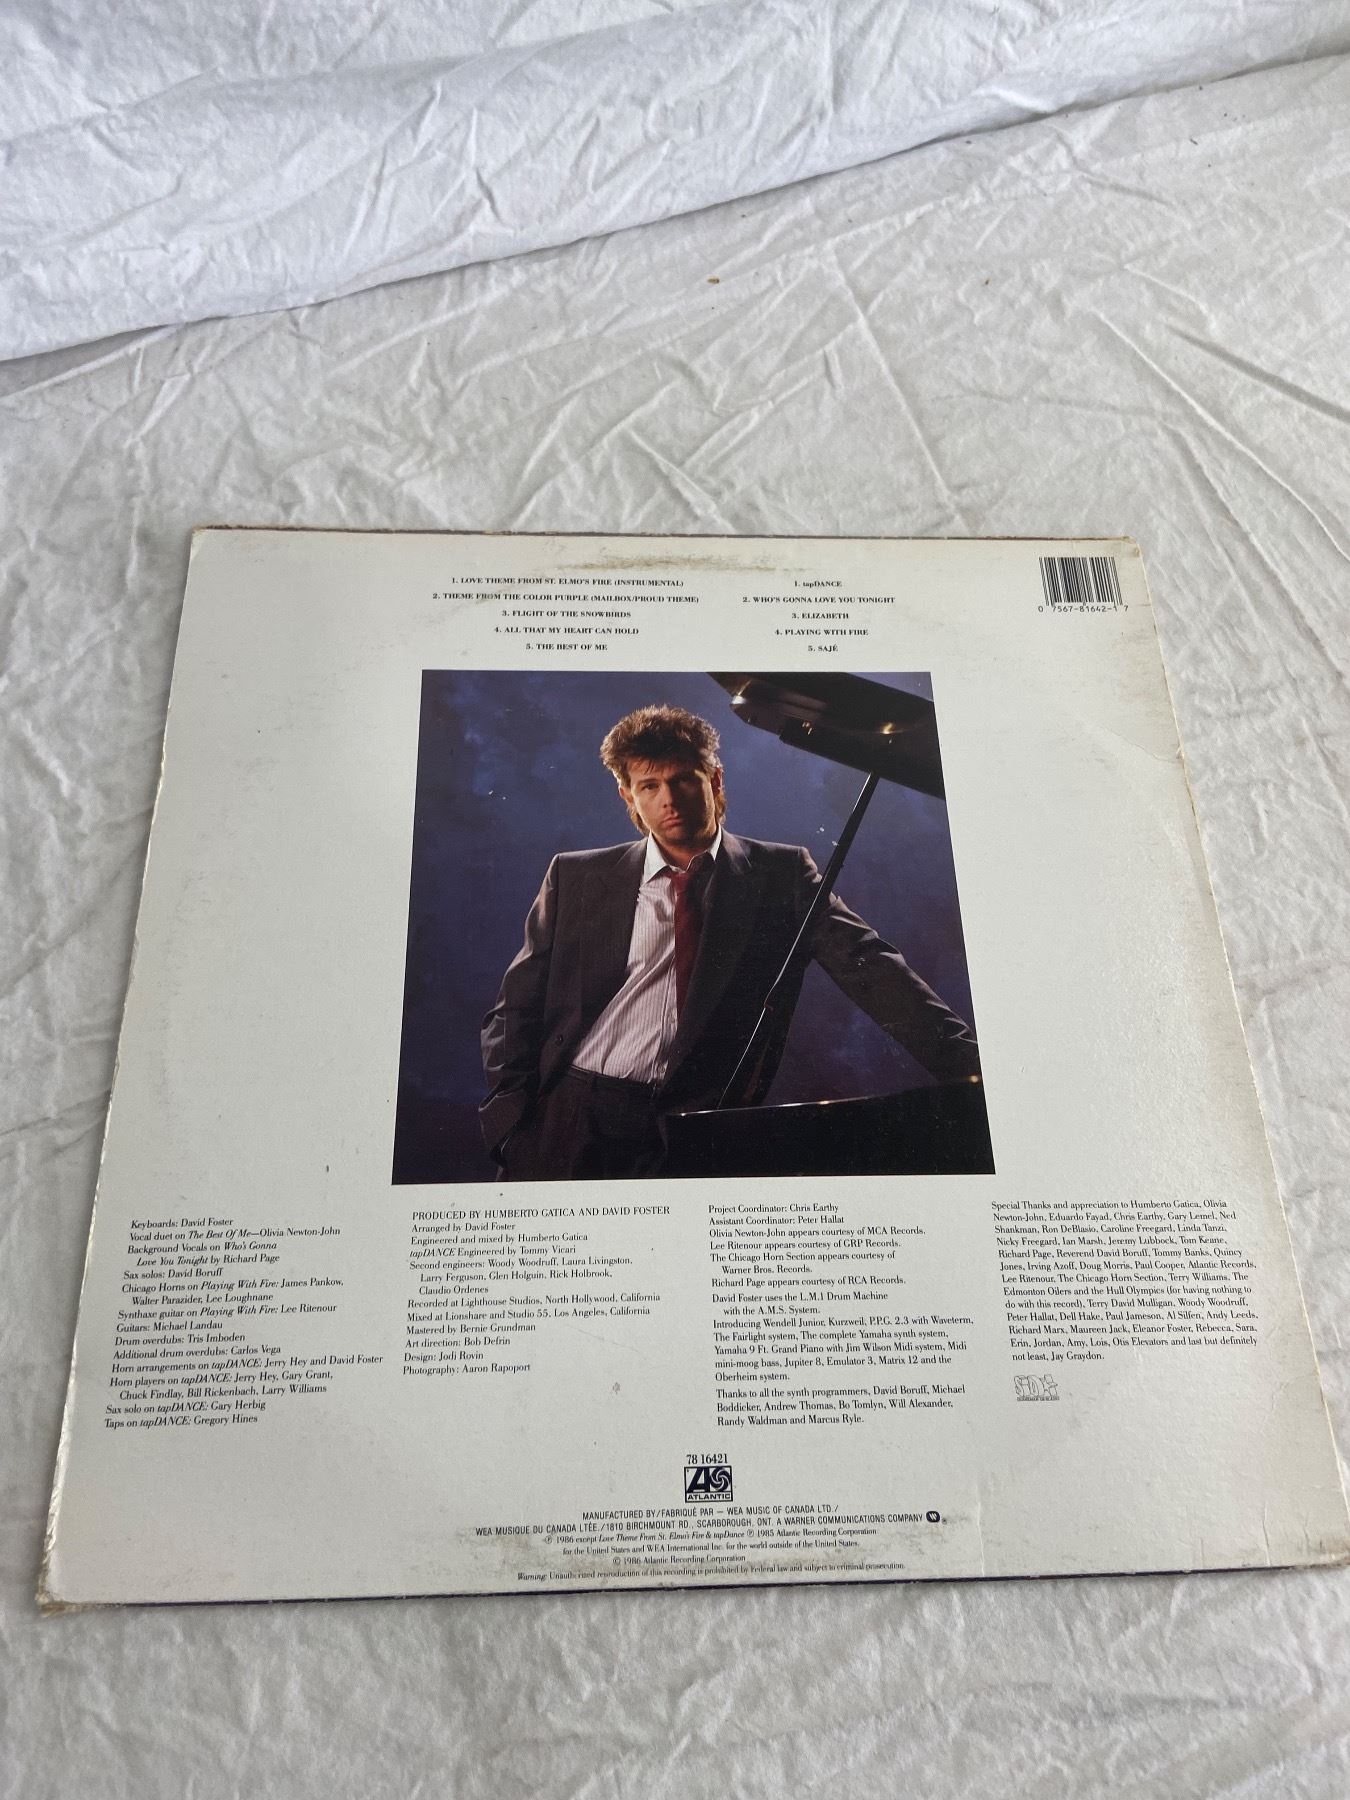 1. LOVE THEME FROM ST. ELMO'S FIRE (INSTRUMENTAL)
2. THEME FROM THE COLOR PURPLE (MAILBOX/PROUD THEME)
3. FLIGHT OF THE SNOWBIRDS
4. ALL THAT MY HEART CAN HOLD
5. THE BEST OF ME
1. tapDANCE
2. WHO'S GONNA LOVE YOU TONIGHT
3. ELIZABETH
4. PLAYING WITH FIRE
5. SAJÉ
0 7567-81642-1 7
Keyboards: David Foster
Vocal duet on The Best Of Me—Olivia Newton-John
Background Vocals on Who's Gonna
Love You Tonight by Richard Page
Sax solos: David Boruff
Chicago Horns on Playing With Fire: James Pankow,
Walter Parazider, Lee Loughnane
Synthaxe guitar on Playing With Fire: Lee Ritenour
Guitars: Michael Landau
Drum overdubs: Tris Imboden
Additional drum overdubs: Carlos Vega
Horn arrangements on tapDANCE: Jerry Hey and David Foster
Horn players on tapDANCE: Jerry Hey, Gary Grant,
Chuck Findlay, Bill Rickenbach, Larry Williams
Sax solo on tapDANCE: Gary Herbig
Taps on tapDANCE: Gregory Hines
PRODUCED BY HUMBERTO GATICA AND DAVID FOSTER
Arranged by David Foster
Engineered and mixed by Humberto Gatica
tapDANCE Engineered by Tommy Vicari
Second engineers: Woody Woodruff, Laura Livingston,
Larry Ferguson, Glen Holguin, Rick Holbrook,
Claudio Ordenes
Recorded at Lighthouse Studios, North Hollywood, California
Mixed at Lionshare and Studio 55, Los Angeles, California
Mastered by Bernie Grundman
Art direction: Bob Defrin
Design: Jodi Rovin
Photography: Aaron Rapoport
Project Coordinator: Chris Earthy
Assistant Coordinator: Peter Hallat
Olivia Newton-John appears courtesy of MCA Records.
Lee Ritenour appears courtesy of GRP Records.
The Chicago Horn Section appears courtesy of
Warner Bros. Records.
Richard Page appears courtesy of RCA Records.
David Foster uses the L.M.1 Drum Machine
with the A.M.S. System.
Introducing Wendell Junior, Kurzweil, P.P.G. 2.3 with Waveterm,
The Fairlight system, The complete Yamaha synth system,
Yamaha 9 Ft. Grand Piano with Jim Wilson Midi system, Midi
mini-moog bass, Jupiter 8, Emulator 3, Matrix 12 and the
Oberheim system.
Thanks to all the synth programmers, David Boruff, Michael
Boddicker, Andrew Thomas, Bo Tomlyn, Will Alexander,
Randy Waldman and Marcus Ryle.
Special Thanks and appreciation to Humberto Gatica, Olivia
Newton-John, Eduardo Fayad, Chris Earthy, Gary Lemel, Ned
Shankman, Ron DeBlasio, Caroline Freegard, Linda Tanzi,
Nicky Freegard, Ian Marsh, Jeremy Lubbock, Tom Keane,
Richard Page, Reverend David Boruff, Tommy Banks, Quincy
Jones, Irving Azoff, Doug Morris, Paul Cooper, Atlantic Records,
Lee Ritenour, The Chicago Horn Section, Terry Williams, The
Edmonton Oilers and the Hull Olympics (for having nothing to
do with this record), Terry David Mulligan, Woody Woodruff,
Peter Hallat, Dell Hake, Paul Jameson, Al Silfen, Andy Leeds,
Richard Marx, Maureen Jack, Eleanor Foster, Rebecca, Sara,
Erin, Jordan, Amy, Lois, Otis Elevators and last but definitely
not least, Jay Graydon.
78 16421
ATLANTIC
MANUFACTURED BY/FABRIQUÉ PAR — WEA MUSIC OF CANADA LTD./
WEA MUSIQUE DU CANADA LTÉE./1810 BIRCHMOUNT RD., SCARBOROUGH, ONT. A WARNER COMMUNICATIONS COMPANY
℗ 1986 except Love Theme From St. Elmo's Fire & tapDance ℗ 1985 Atlantic Recording Corporation
for the United States and WEA International Inc. for the world outside of the United States.
© 1986 Atlantic Recording Corporation
Warning: Unauthorized reproduction of this recording is prohibited by Federal law and subject to criminal prosecution.